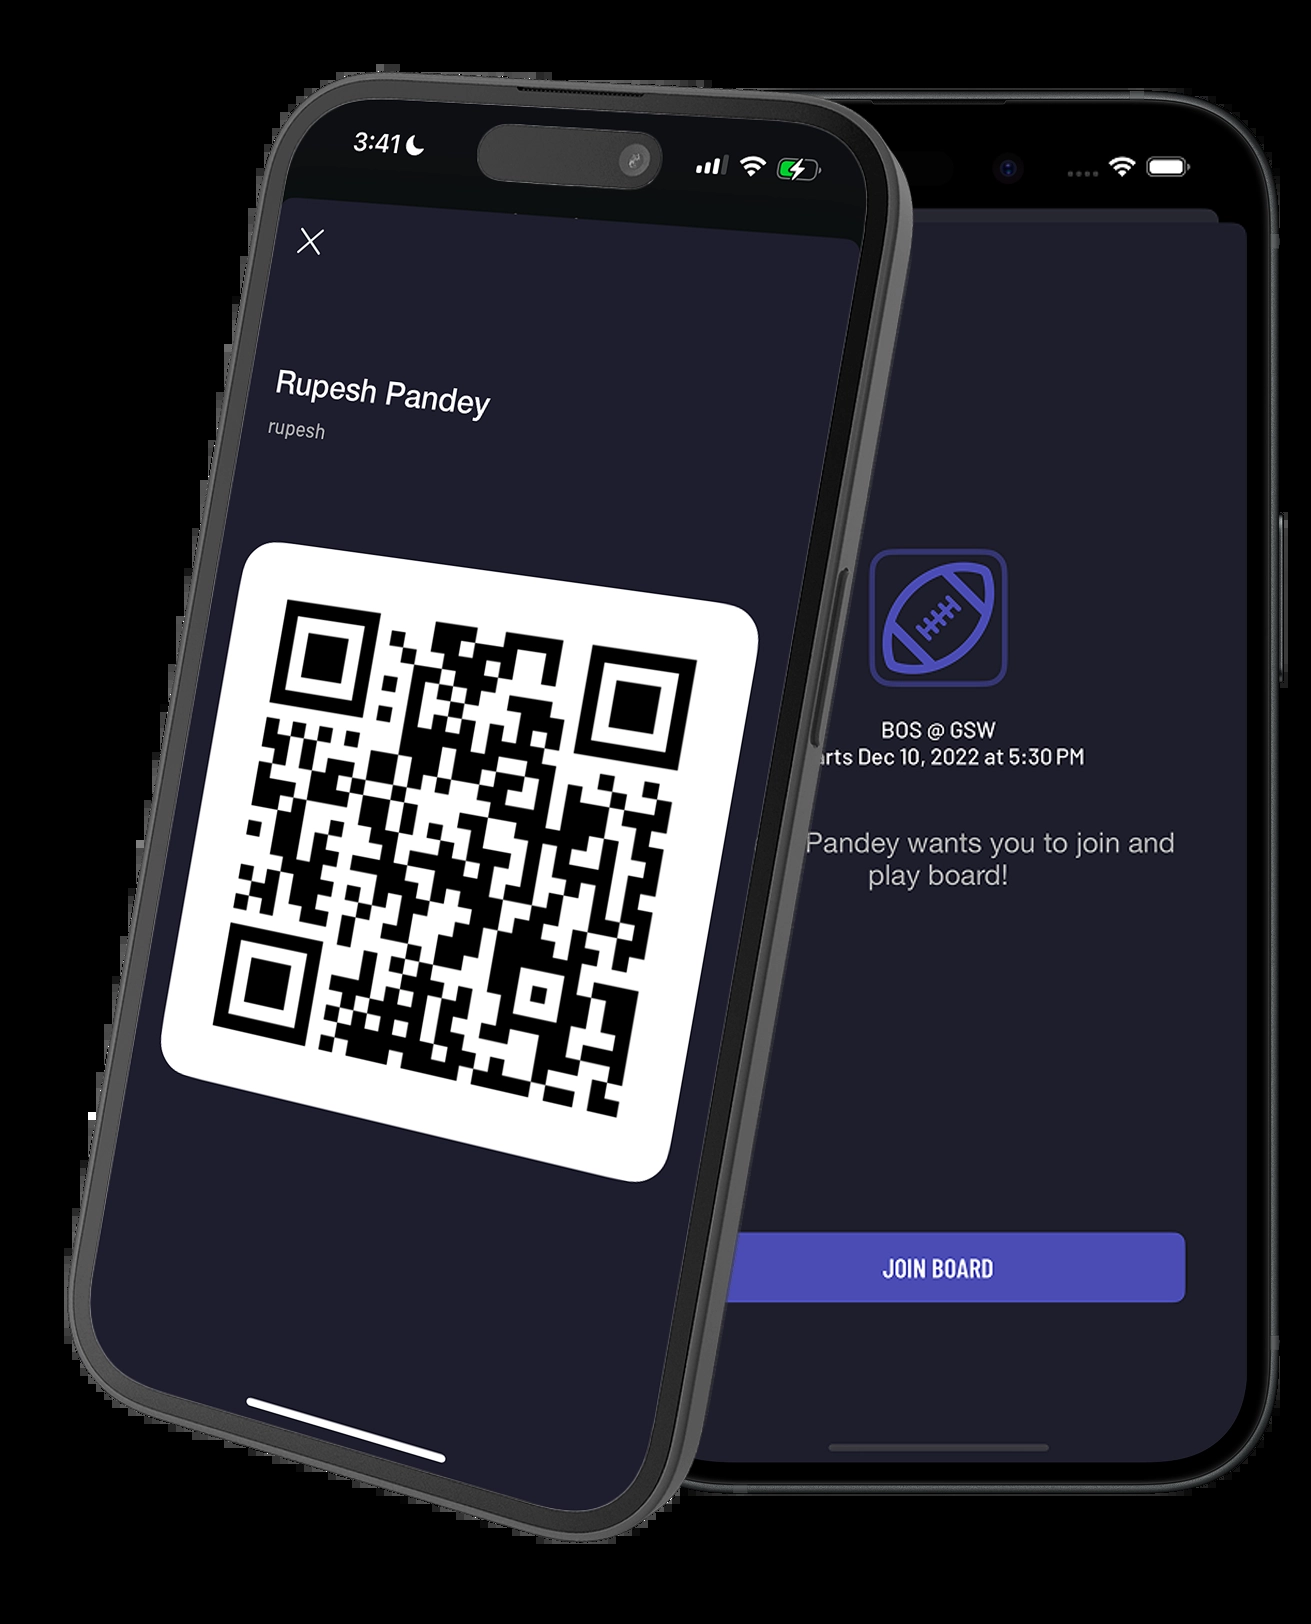 3:41
Rupesh Pandey
rupesh
BOS @ GSW
Dec 10, 2022 at 5:30 PM
Pandey wants you to join and
play board!
JOIN BOARD